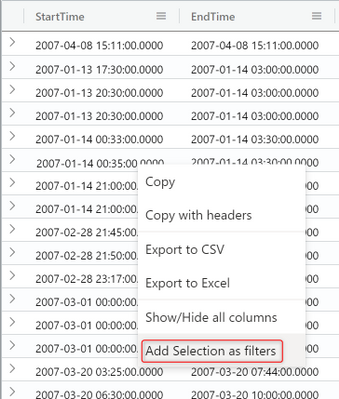 StartTime EndTime
2007-04-08 15:11:00.0000 2007-04-08 15:11:00.0000
2007-01-13 17:30:00.0000 2007-01-14 03:00:00.0000
2007-01-13 20:30:00.0000 2007-01-14 03:00:00.0000
2007-01-13 20:30:00.0000 2007-01-14 03:00:00.0000
2007-01-14 00:33:00.0000 2007-01-14 03:30:00.0000
2007-01-14 00:35:00.0000 2007-01-14 03:30:00.0000
2007-01-14 21:00:00
2007-01-14 21:00:00
2007-02-28 21:45:00
2007-02-28 21:50:00
2007-02-28 23:17:00
2007-03-01 00:00:00
2007-03-01 00:00:00
2007-03-01 00:00:00
2007-03-20 03:25:00.0000 2007-03-20 07:44:00.0000
2007-03-20 06:30:00.0000 2007-03-20 10:00:00.0000
Copy
Copy with headers
Export to CSV
Export to Excel
Show/Hide all columns
Add Selection as filters